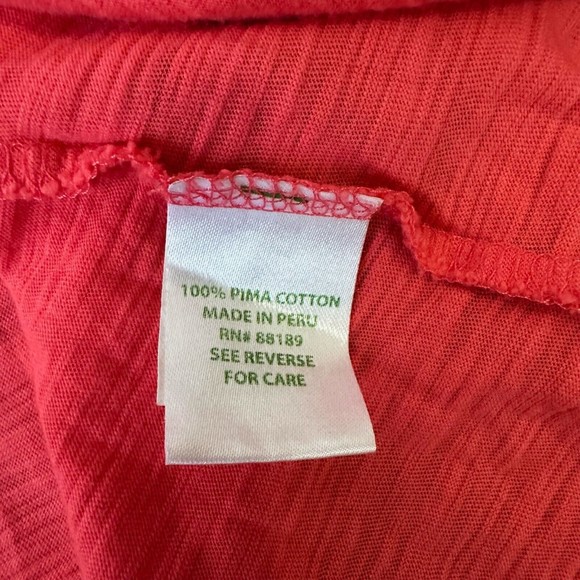 100% PIMA COTTON
MADE IN PERU
RN# 88189
SEE REVERSE
FOR CARE